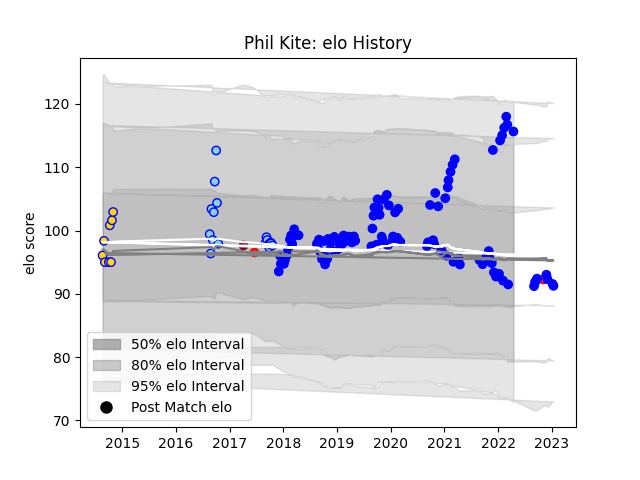 Phil Kite: elo History
elo score
120
110
100
90
80
70
50% elo Interval
80% elo Interval
95% elo Interval
Post Match elo
2015 2016 2017 2018 2019 2020 2021 2022 2023